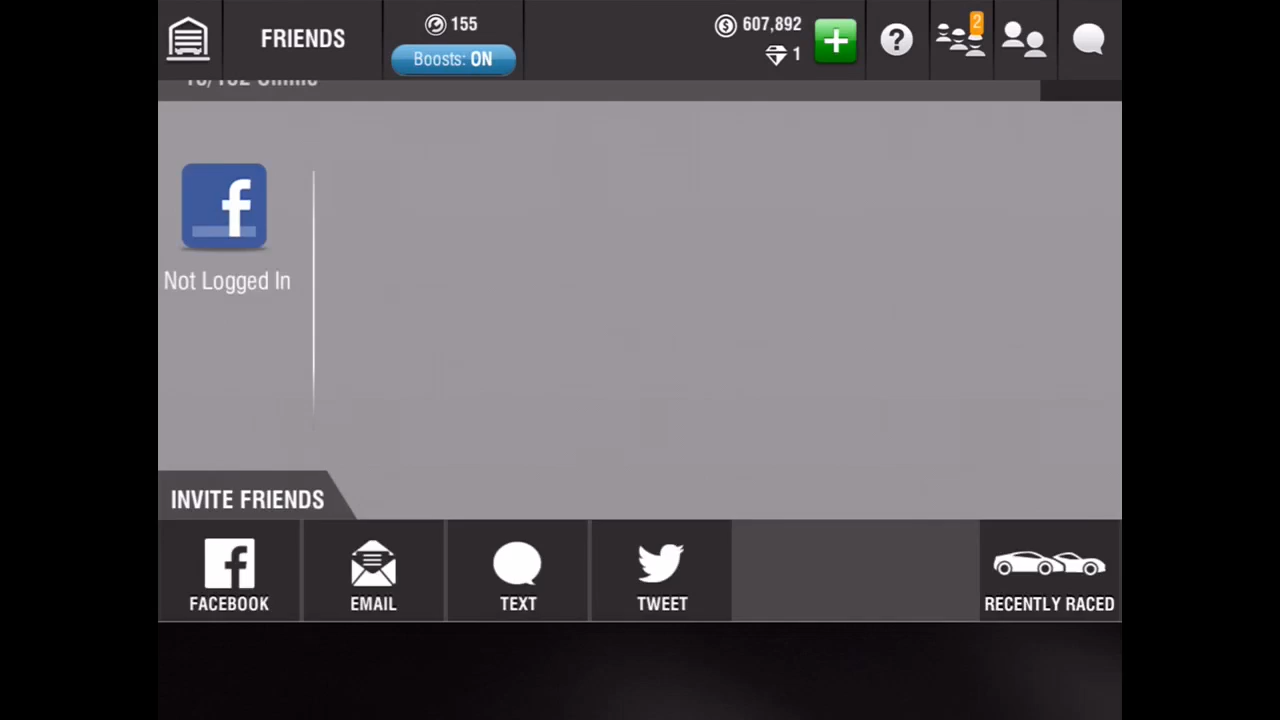 FRIENDS
155
Boosts: ON
607,892
1
?
2
Not Logged In
INVITE FRIENDS
FACEBOOK
EMAIL
TEXT
TWEET
RECENTLY RACED